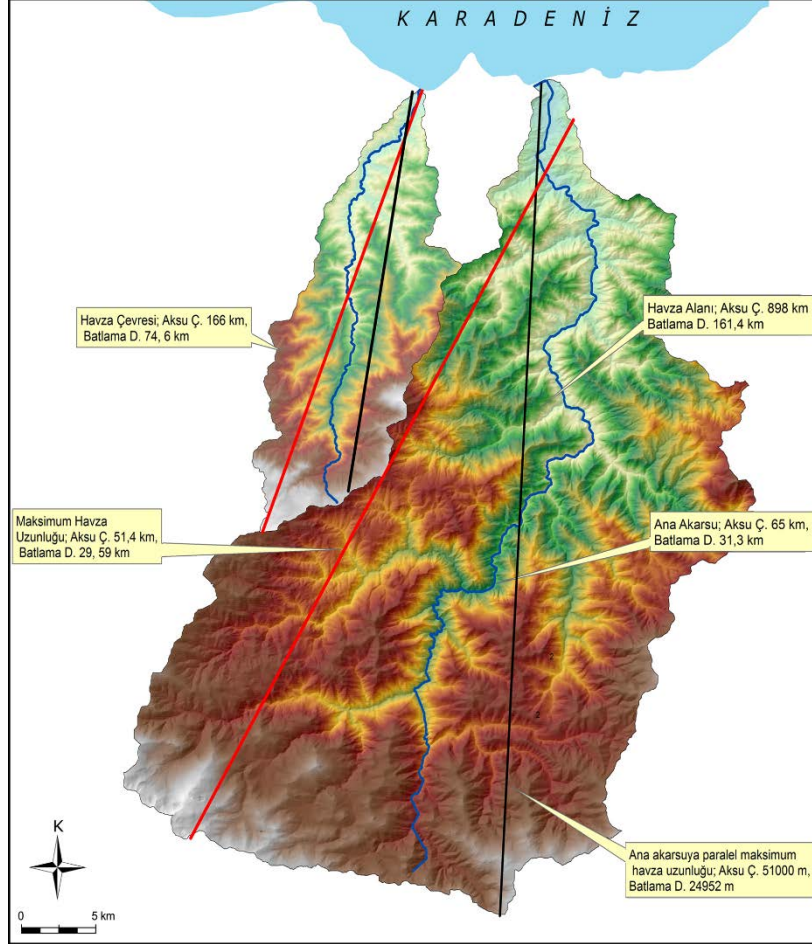 K A R A D E N İ Z
Havza Çevresi; Aksu Ç. 166 km,
Batlama D. 74, 6 km
Havza Alanı; Aksu Ç. 898 km
Batlama D. 161,4 km
Maksimum Havza
Uzunluğu; Aksu Ç. 51,4 km,
Batlama D. 29, 59 km
Ana Akarsu; Aksu Ç. 65 km,
Batlama D. 31,3 km
Ana akarsuya paralel maksimum
havza uzunluğu; Aksu Ç. 51000 m,
Batlama D. 24952 m
K
0 5 km